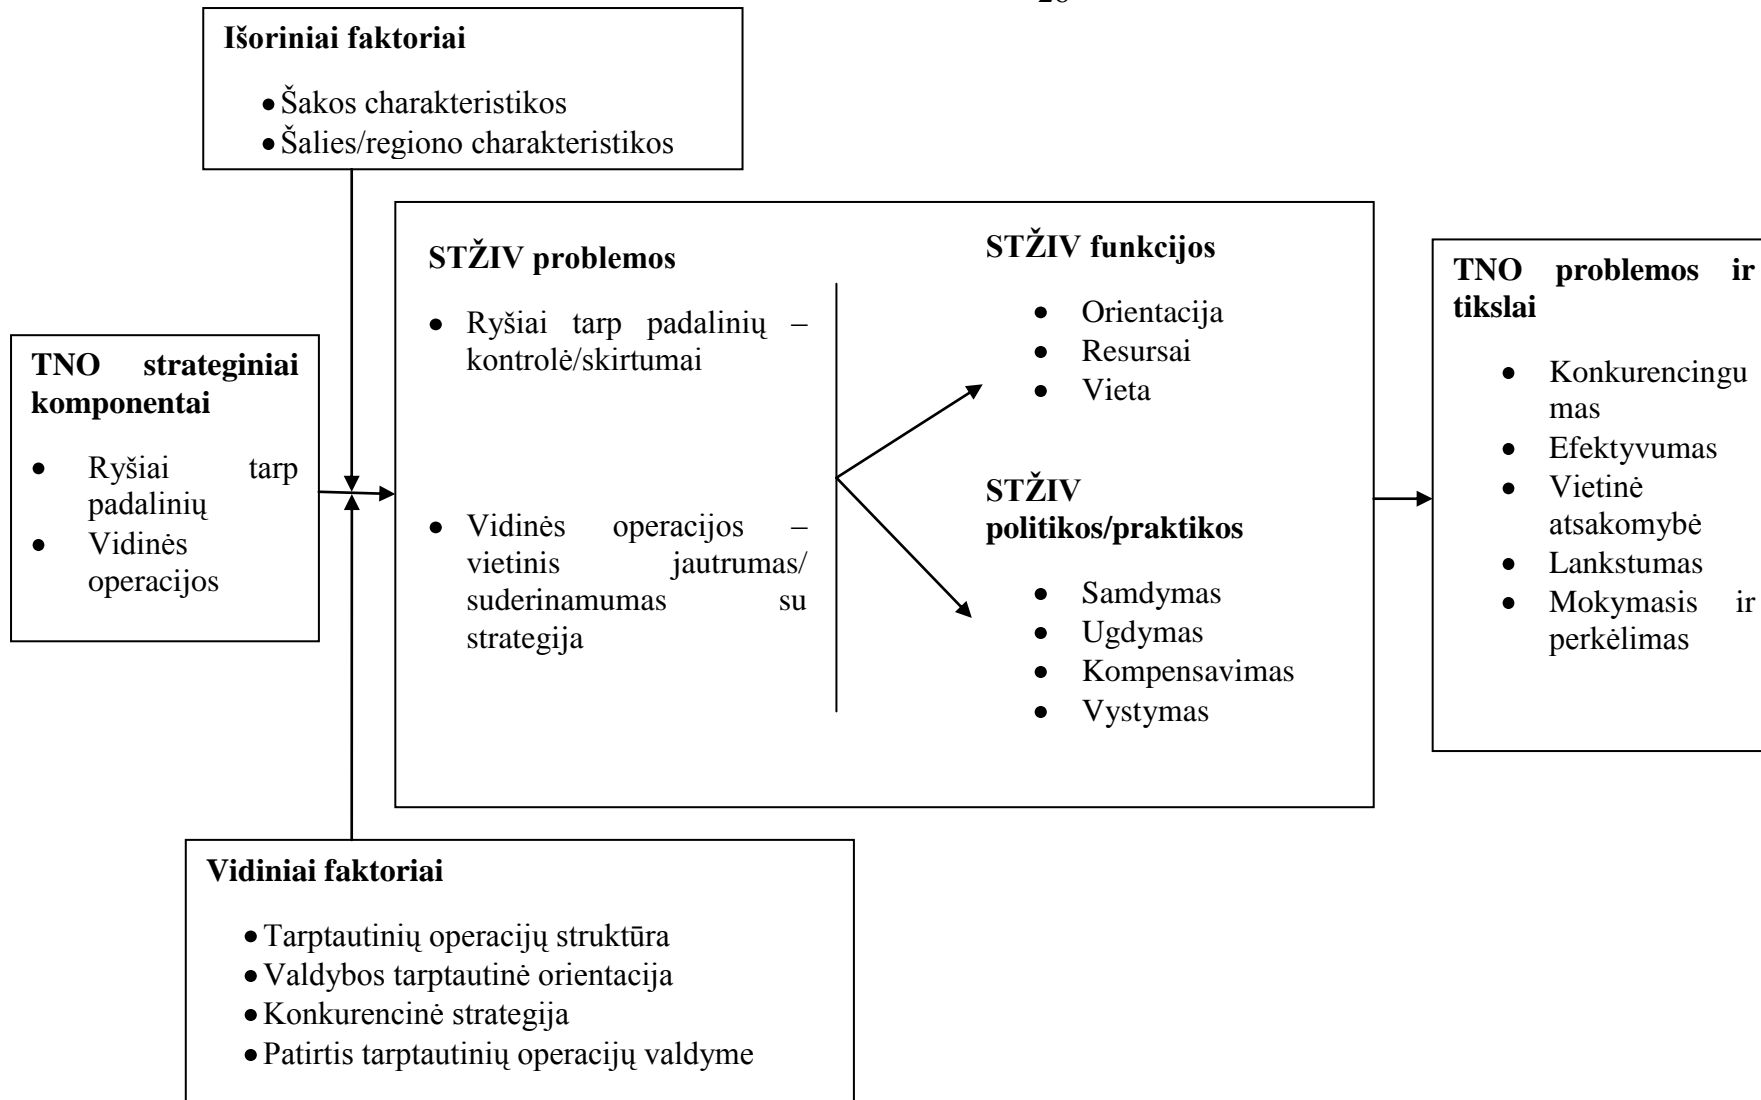 Išoriniai faktoriai
Šakos charakteristikos
Šalies/regiono charakteristikos
TNO strateginiai
komponentai
Ryšiai tarp
padalinių
Vidinės
operacijos
STŽIV problemos
Ryšiai tarp padalinių –
kontrolė/skirtumai
Vidinės operacijos –
vietinis jautrumas/
suderinamumas su
strategija
STŽIV funkcijos
Orientacija
Resursai
Vieta
STŽIV
politikos/praktikos
Samdymas
Ugdymas
Kompensavimas
Vystymas
TNO problemos ir
tikslai
Konkurencingu
mas
Efektyvumas
Vietinė
atsakomybė
Lankstumas
Mokymasis ir
perkėlimas
Vidiniai faktoriai
Tarptautinių operacijų struktūra
Valdybos tarptautinė orientacija
Konkurencinė strategija
Patirtis tarptautinių operacijų valdyme